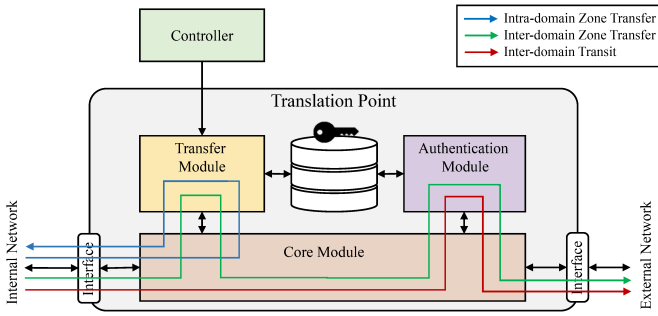 Controller
Intra-domain Zone Transfer
Inter-domain Zone Transfer
Inter-domain Transit
Translation Point
Transfer
Module
Authentication
Module
Internal Network
Interface
Core Module
Interface
External Network